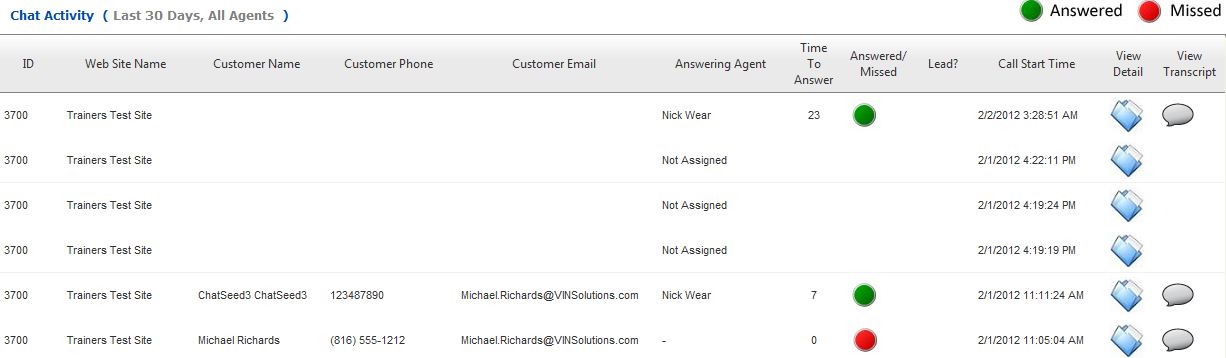 Chat Activity ( Last 30 Days, All Agents )
Answered Missed
ID Web Site Name Customer Name Customer Phone Customer Email Answering Agent Time To Answer Answered/ Missed Lead? Call Start Time View Detail View Transcript
3700 Trainers Test Site Nick Wear 23 2/2/2012 3:28:51 AM
3700 Trainers Test Site Not Assigned 2/1/2012 4:22:11 PM
3700 Trainers Test Site Not Assigned 2/1/2012 4:19:24 PM
3700 Trainers Test Site Not Assigned 2/1/2012 4:19:19 PM
3700 Trainers Test Site ChatSeed3 ChatSeed3 123487890 Michael.Richards@VINSolutions.com Nick Wear 7 2/1/2012 11:11:24 AM
3700 Trainers Test Site Michael Richards (816) 555-1212 Michael.Richards@VINSolutions.com - 0 2/1/2012 11:05:04 AM